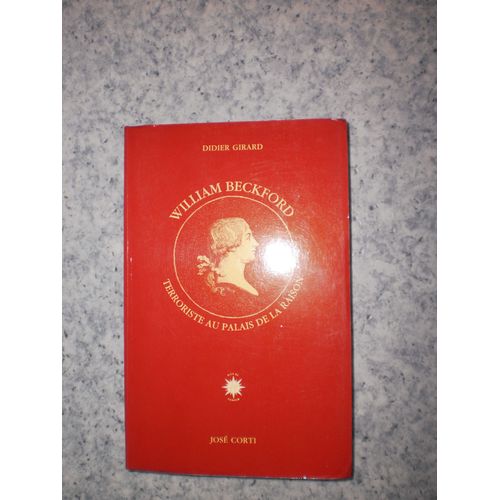 DIDIER GIRARD
WILLIAM BECKFORD
TERRORISTE AU PALAIS DE LA RAISON
JOSÉ CORTI